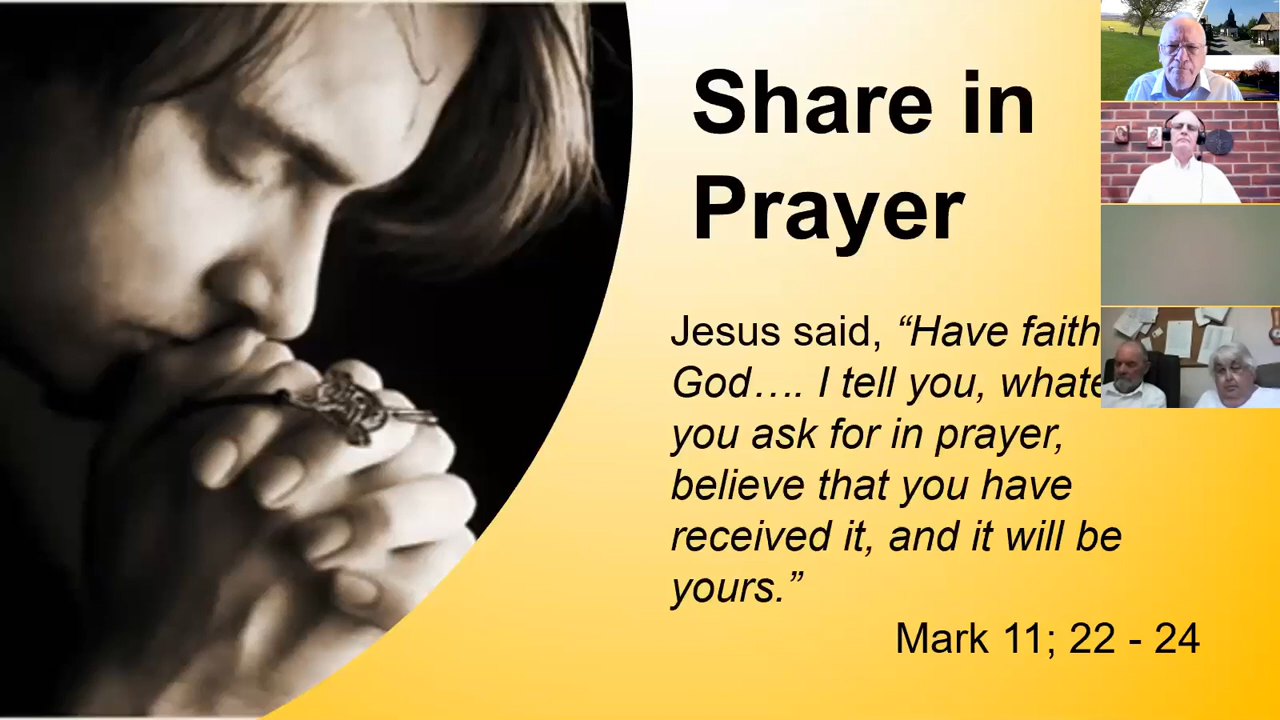 Share in
Prayer
Jesus said, “Have faith
God…. I tell you, whate
you ask for in prayer,
believe that you have
received it, and it will be
yours.”
Mark 11; 22 - 24